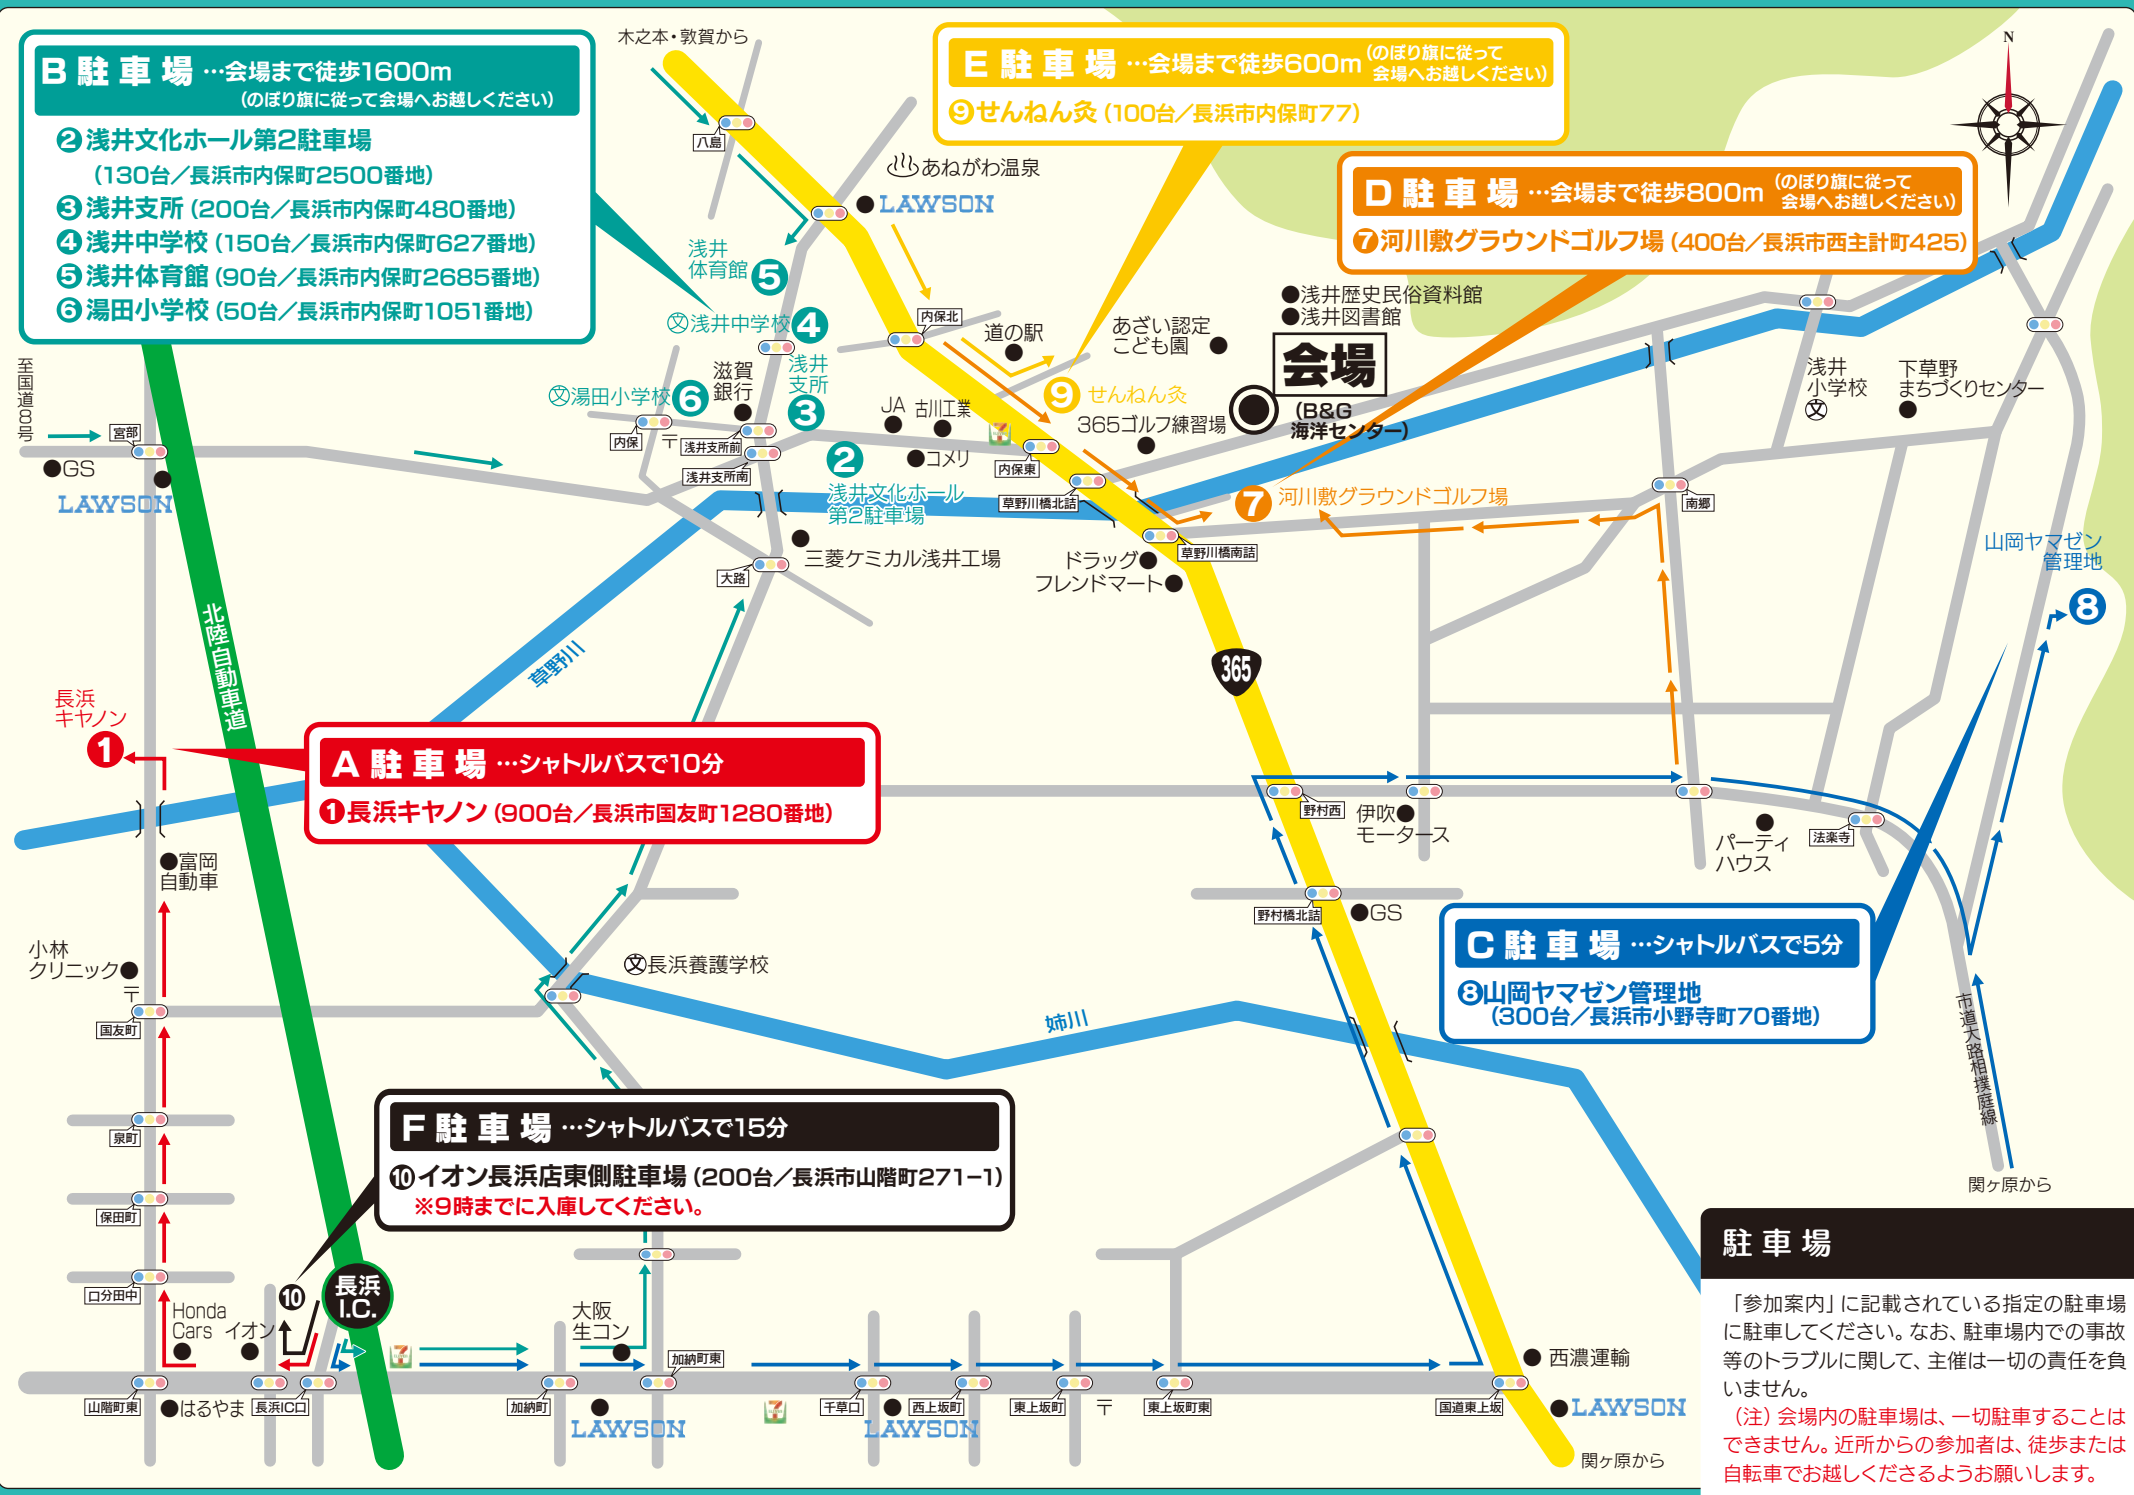 B 駐 車 場 …会場まで徒歩1600m
(のぼり旗に従って会場へお越しください)
❷浅井文化ホール第2駐車場
(130台／長浜市内保町2500番地)
❸浅井支所 (200台／長浜市内保町480番地)
❹浅井中学校 (150台／長浜市内保町627番地)
❺浅井体育館 (90台／長浜市内保町2685番地)
❻湯田小学校 (50台／長浜市内保町1051番地)
木之本・敦賀から
E 駐 車 場 …会場まで徒歩600m (のぼり旗に従って
会場へお越しください)
❾せんねん灸 (100台／長浜市内保町77)
N
D 駐 車 場 …会場まで徒歩800m (のぼり旗に従って
会場へお越しください)
❼河川敷グラウンドゴルフ場 (400台／長浜市西主計町425)
八島
あねがわ温泉
LAWSON
浅井
体育館 ❺
㊛浅井中学校 ❹
浅井
支所
❸
内保北
道の駅
あざい認定
こども園
●浅井歴史民俗資料館
●浅井図書館
会場
(B&G
海洋センター)
至国道8号
宮部
GS
LAWSON
文湯田小学校 ❻
滋賀
銀行
内保
〒
浅井支所前
浅井支所南
JA
古川工業
コメリ
❷
浅井文化ホール
第2駐車場
❾ せんねん灸
365ゴルフ練習場
内保東
草野川橋北詰
❼ 河川敷グラウンドゴルフ場
草野川橋南詰
ドラッグ
フレンドマート
浅井
小学校
文
下草野
まちづくりセンター
南郷
山岡ヤマゼン
管理地
❽
三菱ケミカル浅井工場
大路
北陸自動車道
草野川
365
長浜
キヤノン
❶
A 駐 車 場 …シャトルバスで10分
❶長浜キヤノン (900台／長浜市国友町1280番地)
野村西
伊吹
モータース
パーティ
ハウス
法楽寺
富岡
自動車
野村橋北詰
GS
小林
クリニック
〒
国友町
文長浜養護学校
姉川
C 駐 車 場 …シャトルバスで5分
❽山岡ヤマゼン管理地
(300台／長浜市小野寺町70番地)
市道大路相撲庭線
関ヶ原から
F 駐 車 場 …シャトルバスで15分
❿イオン長浜店東側駐車場 (200台／長浜市山階町271-1)
※9時までに入庫してください。
泉町
保田町
口分田中
Honda
Cars
イオン
❿
長浜
I.C.
大阪
生コン
加納町東
山階町東
はるやま
長浜IC口
加納町
LAWSON
千草口
LAWSON
西上坂町
東上坂町
〒
東上坂町東
国道東上坂
西濃運輸
LAWSON
関ヶ原から
駐 車 場
「参加案内」に記載されている指定の駐車場
に駐車してください。なお、駐車場内での事故
等のトラブルに関して、主催は一切の責任を負
いません。
(注) 会場内の駐車場は、一切駐車することは
できません。近所からの参加者は、徒歩または
自転車でお越しくださるようお願いします。